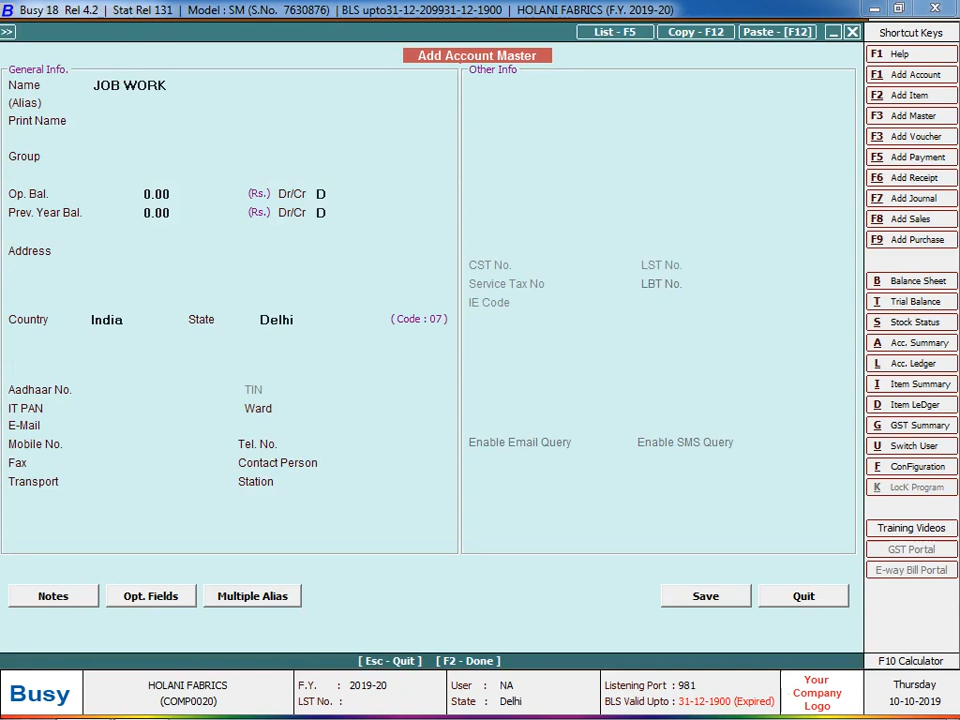 Busy 18 Rel 4.2 | Stat Rel 131 | Model : SM (S.No. 7630876) | BLS upto31-12-209931-12-1900 | HOLANI FABRICS (F.Y. 2019-20)
>> List - F5 Copy - F12 Paste - [F12]
Add Account Master
General Info.
Name JOB WORK
(Alias)
Print Name
Group
Op. Bal. 0.00 (Rs.) Dr/Cr D
Prev. Year Bal. 0.00 (Rs.) Dr/Cr D
Address
Country India State Delhi (Code : 07)
Aadhaar No. TIN
IT PAN Ward
E-Mail
Mobile No. Tel. No.
Fax Contact Person
Transport Station
Other Info
CST No. LST No.
Service Tax No LBT No.
IE Code
Enable Email Query Enable SMS Query
Notes Opt. Fields Multiple Alias Save Quit
[ Esc - Quit ] [ F2 - Done ]
Shortcut Keys
F1 Help
F1 Add Account
F2 Add Item
F3 Add Master
F3 Add Voucher
F5 Add Payment
F6 Add Receipt
F7 Add Journal
F8 Add Sales
F9 Add Purchase
B Balance Sheet
T Trial Balance
S Stock Status
A Acc. Summary
L Acc. Ledger
I Item Summary
D Item LeDger
G GST Summary
U Switch User
F ConFiguration
K LocK Program
Training Videos
GST Portal
E-way Bill Portal
F10 Calculator
Busy
HOLANI FABRICS
(COMP0020)
F.Y. : 2019-20
LST No. :
User : NA
State : Delhi
Listening Port : 981
BLS Valid Upto : 31-12-1900 (Expired)
Your
Company
Logo
Thursday
10-10-2019